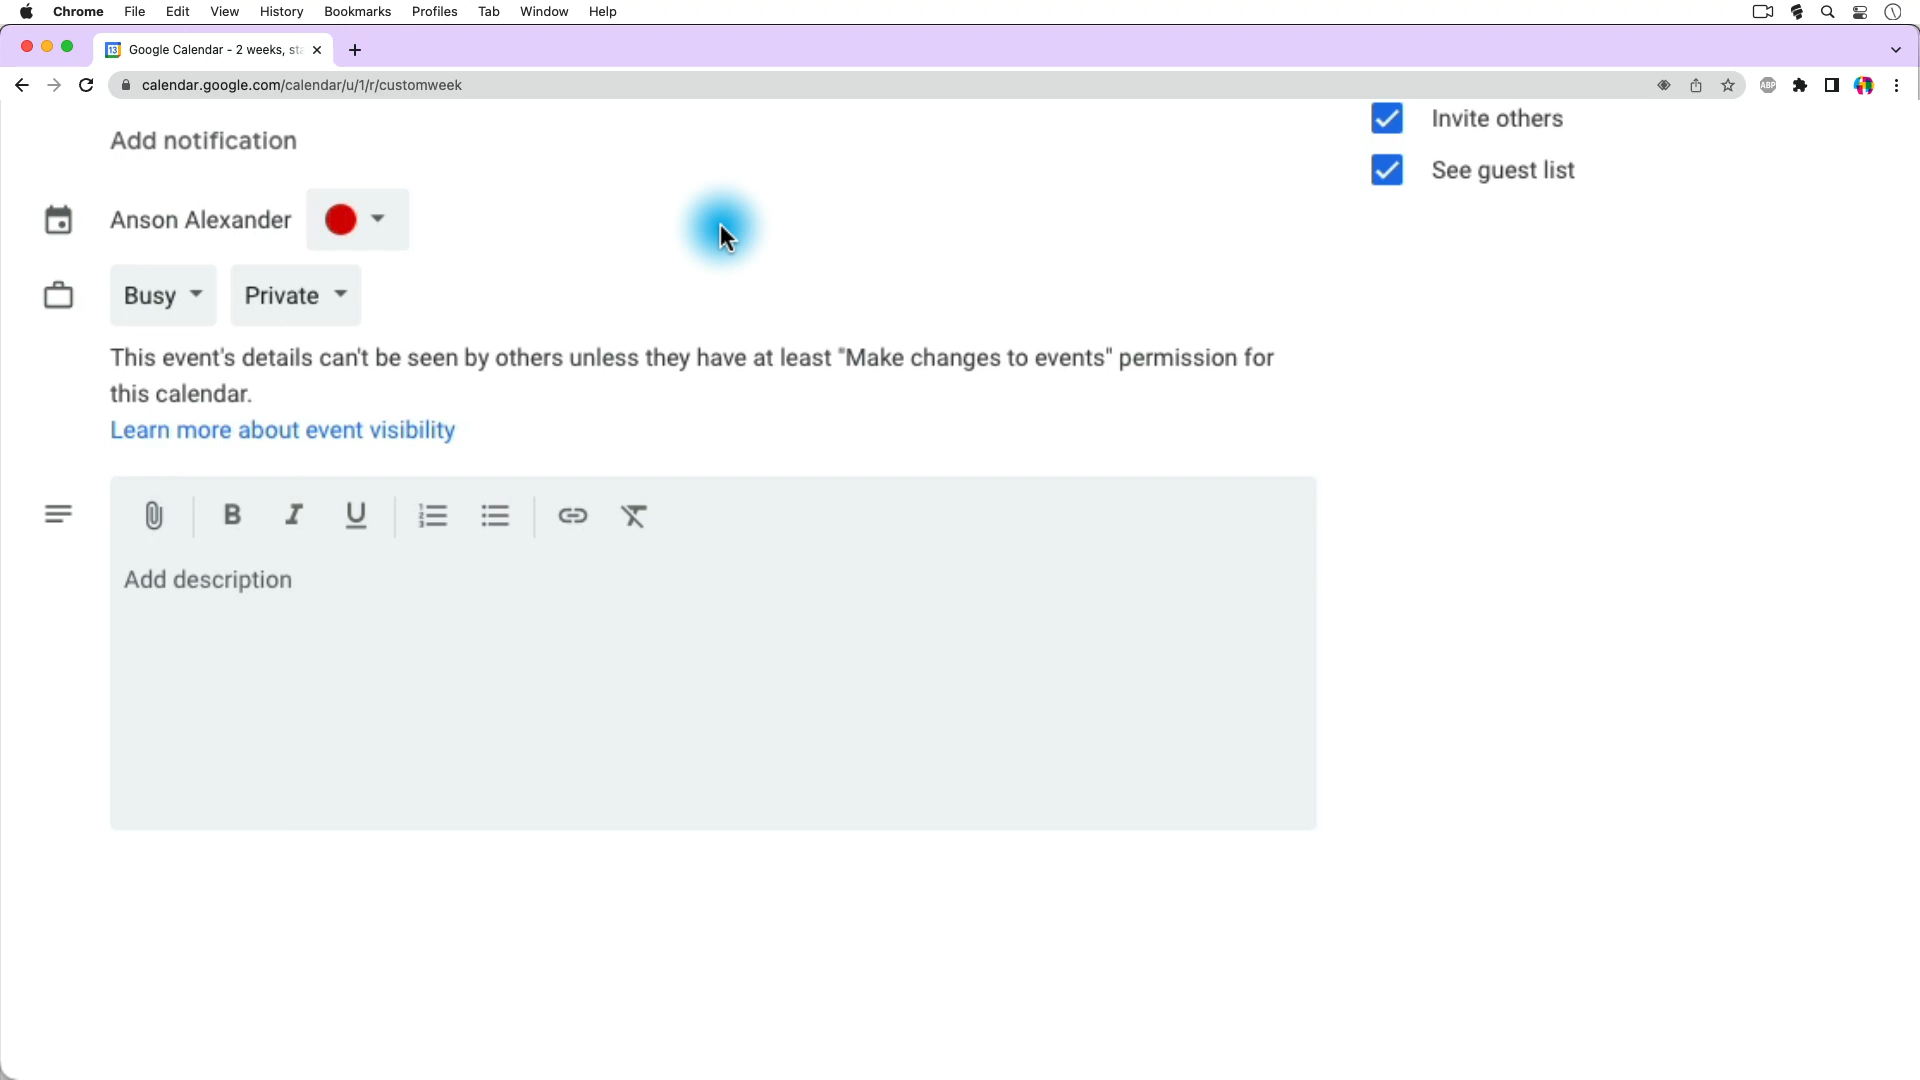 Chrome File Edit View History Bookmarks Profiles Tab Window Help
13 Google Calendar - 2 weeks, sta
calendar.google.com/calendar/u/1/r/customweek
ABP
Invite others
Add notification
See guest list
Anson Alexander
Busy Private
This event's details can't be seen by others unless they have at least "Make changes to events" permission for
this calendar.
Learn more about event visibility
B I U
Add description